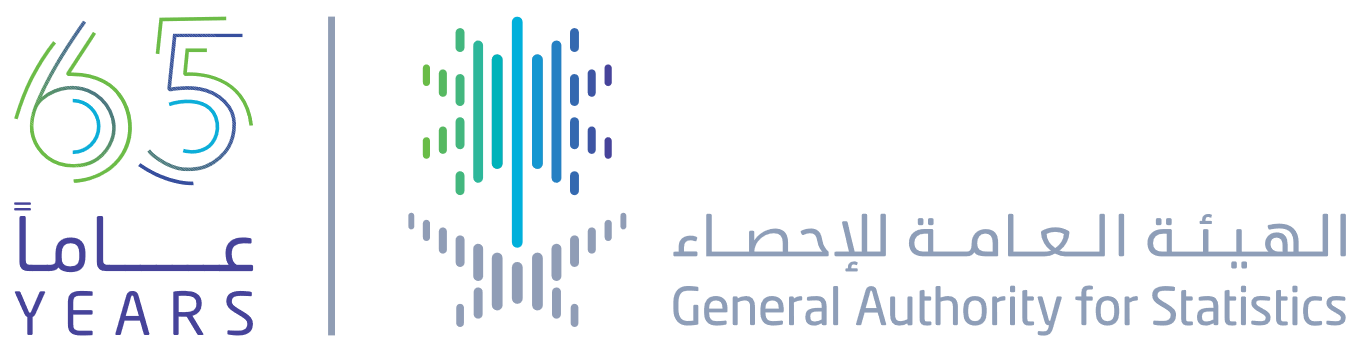 65
عاماً
YEARS
الهيئة العامة للإحصاء
General Authority for Statistics